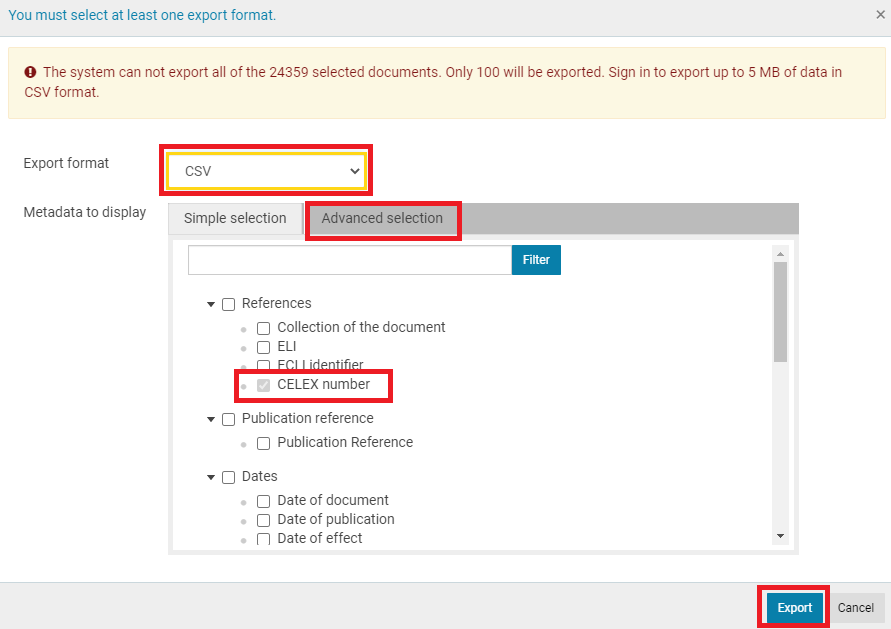 You must select at least one export format.
×
The system can not export all of the 24359 selected documents. Only 100 will be exported. Sign in to export up to 5 MB of data in
CSV format.
Export format
CSV
Metadata to display
Simple selection
Advanced selection
Filter
References
Collection of the document
ELI
ECLI identifier
CELEX number
Publication reference
Publication Reference
Dates
Date of document
Date of publication
Date of effect
Export
Cancel